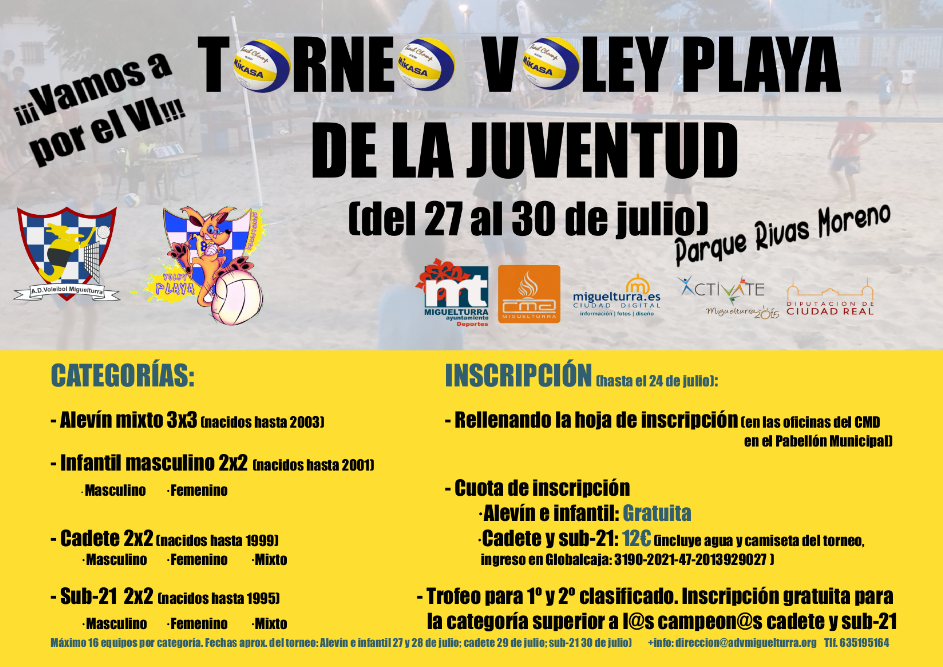 ¡¡¡Vamos a
por el VI!!!
TORNEO VOLEY PLAYA
DE LA JUVENTUD
(del 27 al 30 de julio)
Parque Rivas Moreno
A.D. Voleibol Miguelturra
VOLEY
PLAYA
mt
MIGUELTURRA
ayuntamiento
Deportes
cmd
MIGUELTURRA
miguelturra.es
CIUDAD DIGITAL
información | fotos | diseño
ACTIVATE
Miguelturra 2015
DIPUTACION DE
CIUDAD REAL
CATEGORÍAS:
- Alevín mixto 3x3 (nacidos hasta 2003)
- Infantil masculino 2x2 (nacidos hasta 2001)
·Masculino ·Femenino
- Cadete 2x2 (nacidos hasta 1999)
·Masculino ·Femenino ·Mixto
- Sub-21 2x2 (nacidos hasta 1995)
·Masculino ·Femenino ·Mixto
INSCRIPCIÓN (hasta el 24 de julio):
- Rellenando la hoja de inscripción (en las oficinas del CMD
en el Pabellón Municipal)
- Cuota de inscripción
·Alevín e infantil: Gratuita
·Cadete y sub-21: 12€ (incluye agua y camiseta del torneo,
ingreso en Globalcaja: 3190-2021-47-2013929027 )
- Trofeo para 1º y 2º clasificado. Inscripción gratuita para
la categoría superior a l@s campeon@s cadete y sub-21
Máximo 16 equipos por categoria. Fechas aprox. del torneo: Alevin e infantil 27 y 28 de julio; cadete 29 de julio; sub-21 30 de julio) +info: direccion@advmiguelturra.org Tlf. 635195164